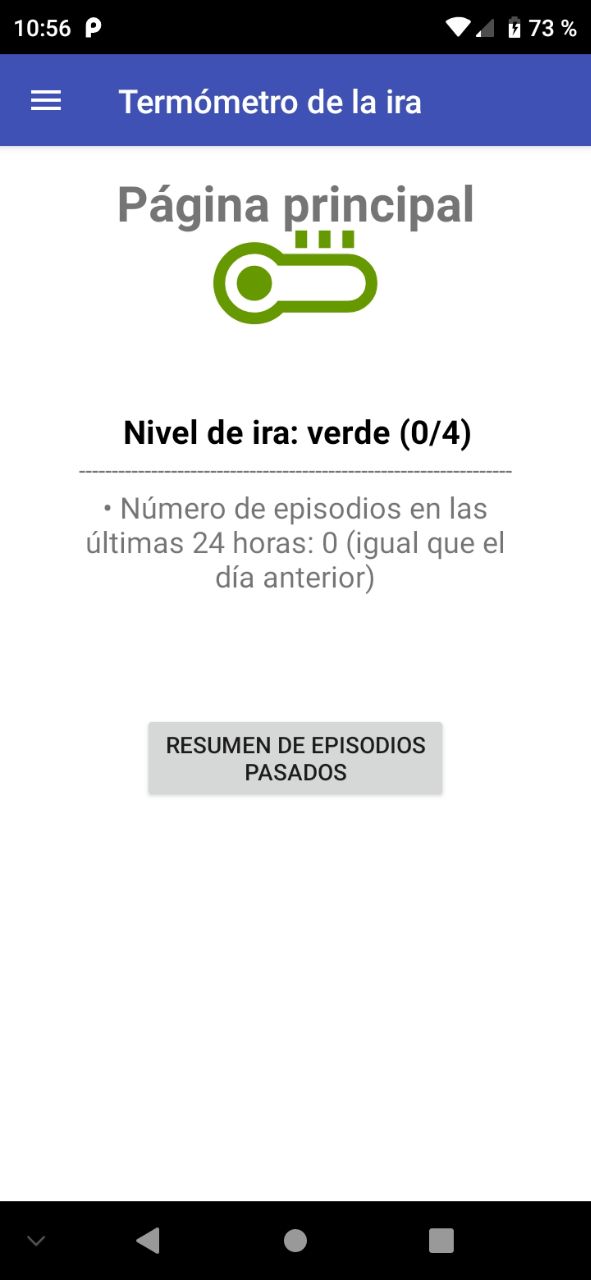 10:56
73 %
Termómetro de la ira
Página principal
Nivel de ira: verde (0/4)
------------------------------------------------------------------
• Número de episodios en las
últimas 24 horas: 0 (igual que el
día anterior)
RESUMEN DE EPISODIOS
PASADOS